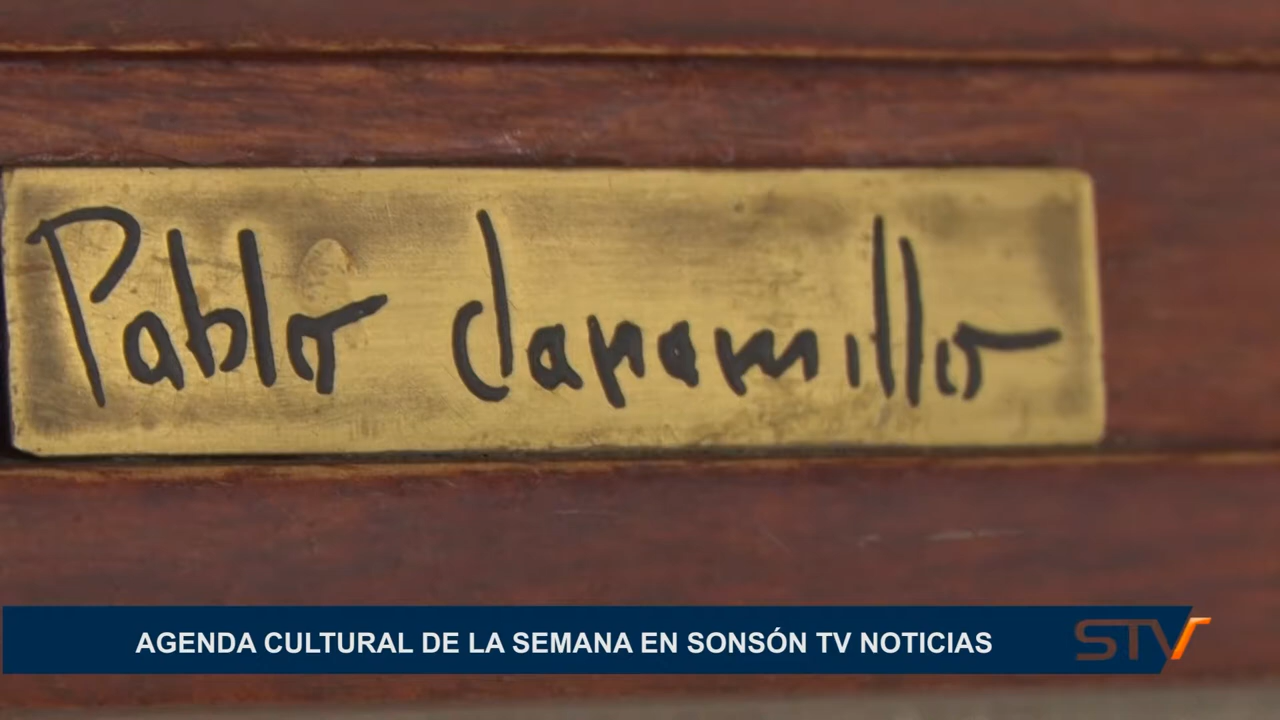 Pablo Jaramillo
AGENDA CULTURAL DE LA SEMANA EN SONSÓN TV NOTICIAS
STV